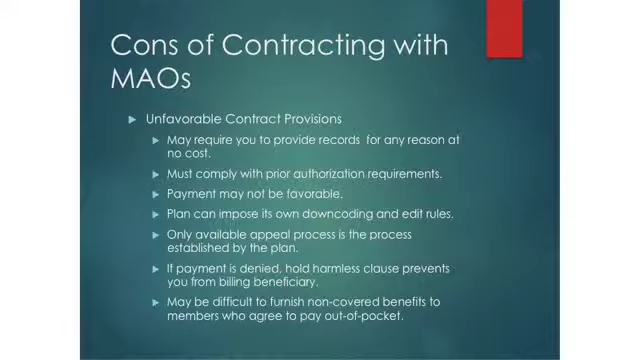 Cons of Contracting with
MAOs
Unfavorable Contract Provisions
May require you to provide records for any reason at
no cost.
Must comply with prior authorization requirements.
Payment may not be favorable.
Plan can impose its own downcoding and edit rules.
Only available appeal process is the process
established by the plan.
If payment is denied, hold harmless clause prevents
you from billing beneficiary.
May be difficult to furnish non-covered benefits to
members who agree to pay out-of-pocket.